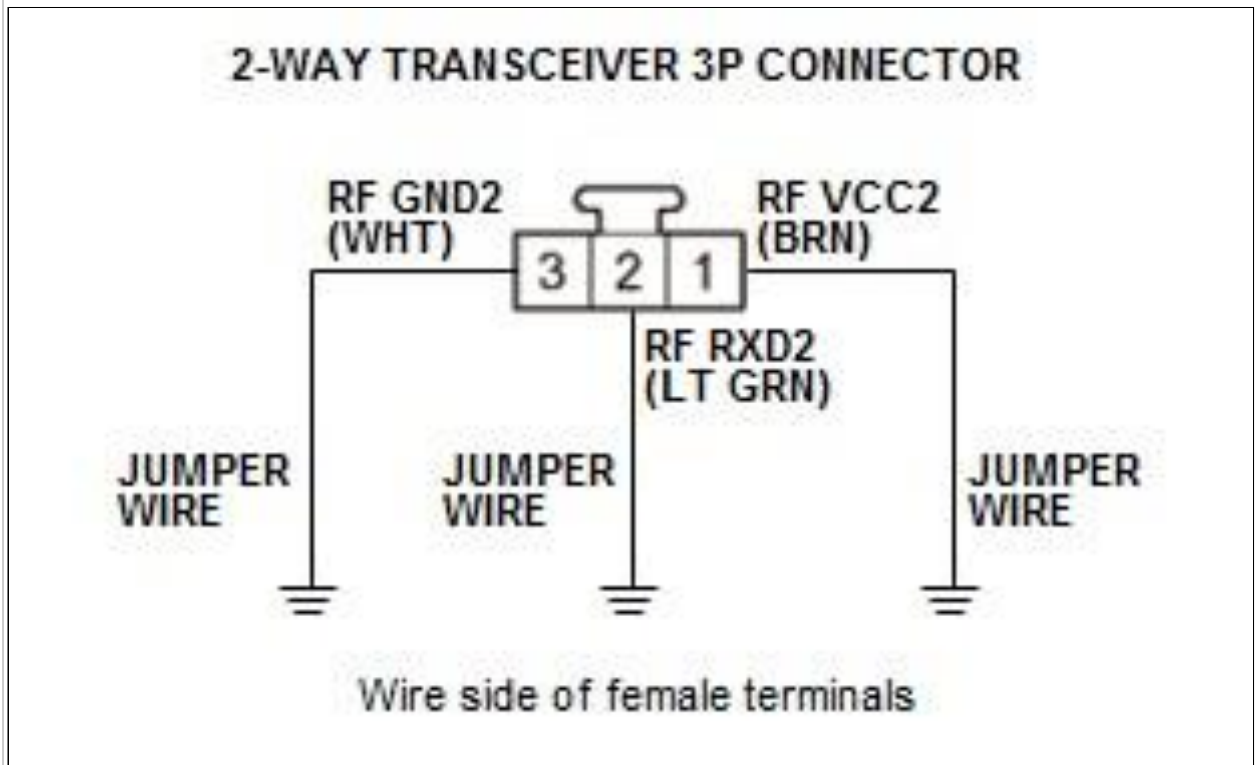 2-WAY TRANSCEIVER 3P CONNECTOR
RF GND2
(WHT)
RF VCC2
(BRN)
3 2 1
RF RXD2
(LT GRN)
JUMPER
WIRE
JUMPER
WIRE
JUMPER
WIRE
Wire side of female terminals